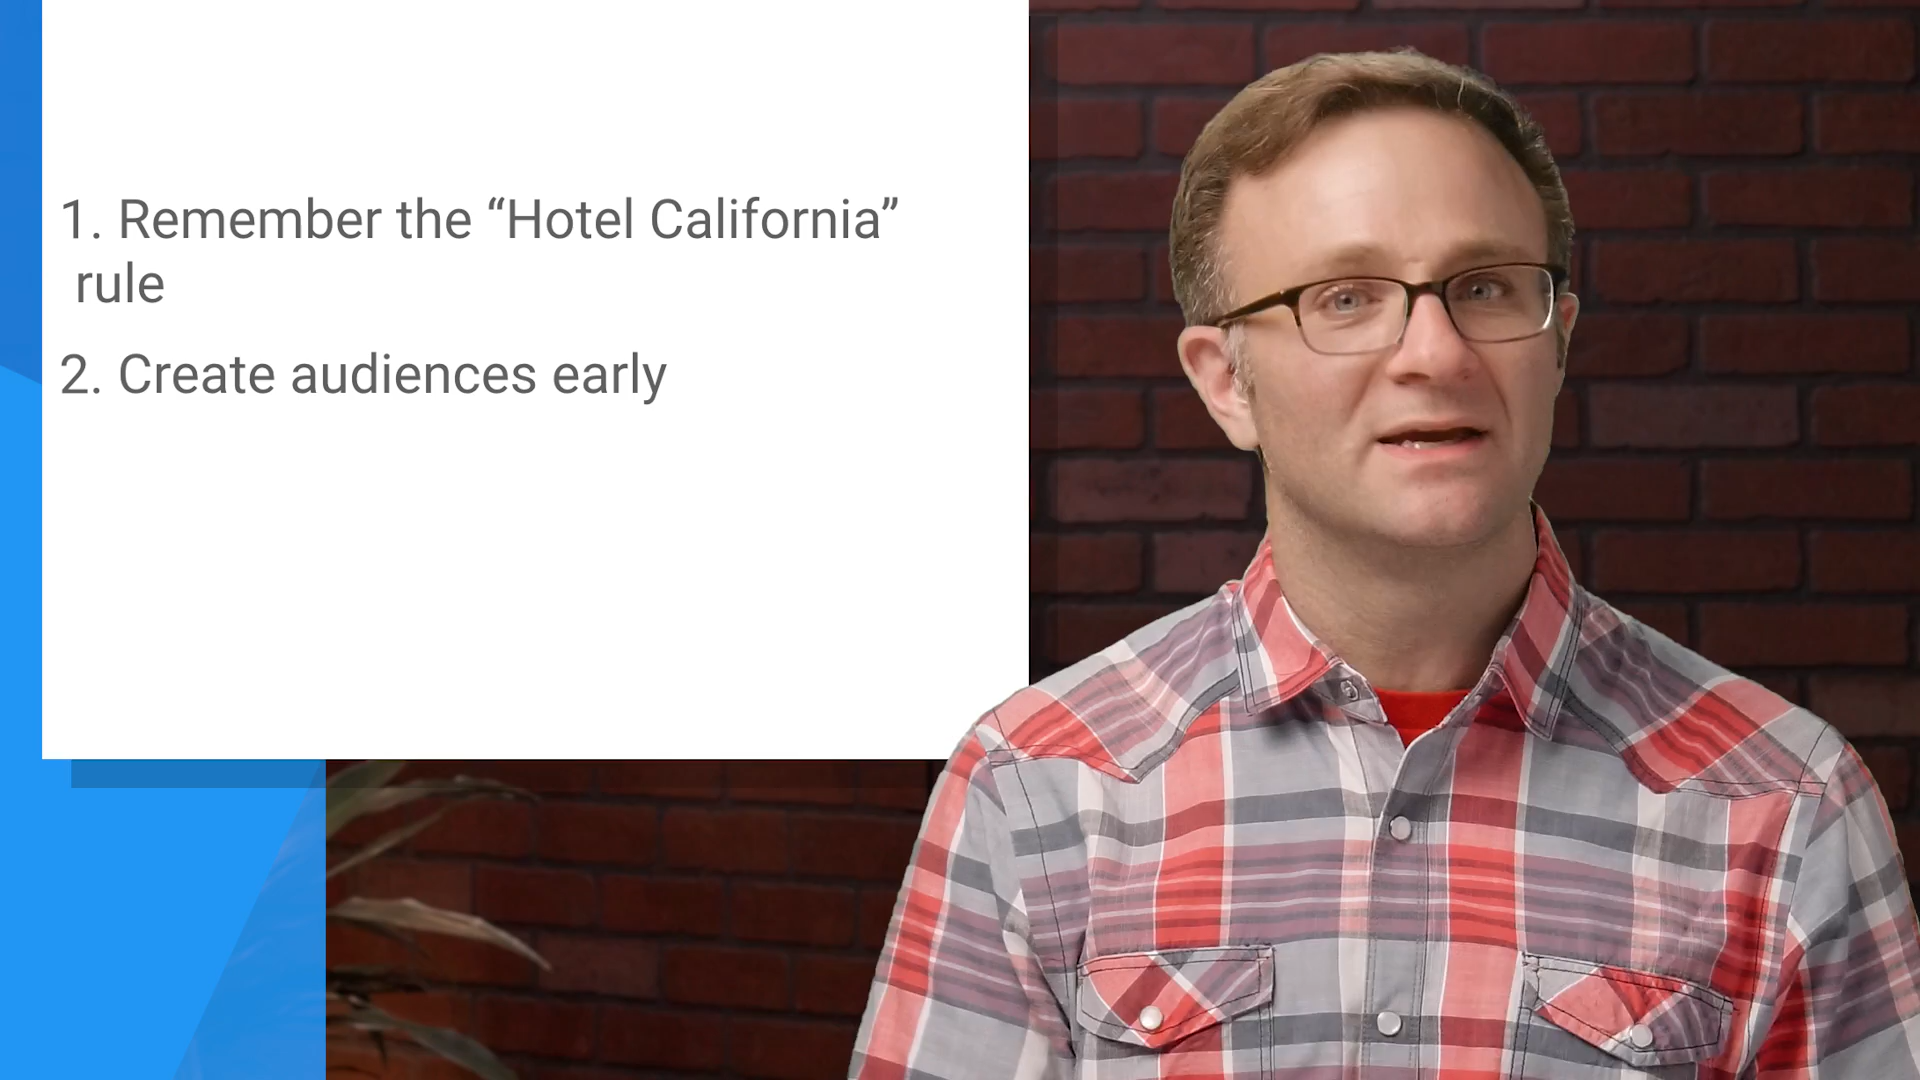 1. Remember the “Hotel California”
rule
2. Create audiences early